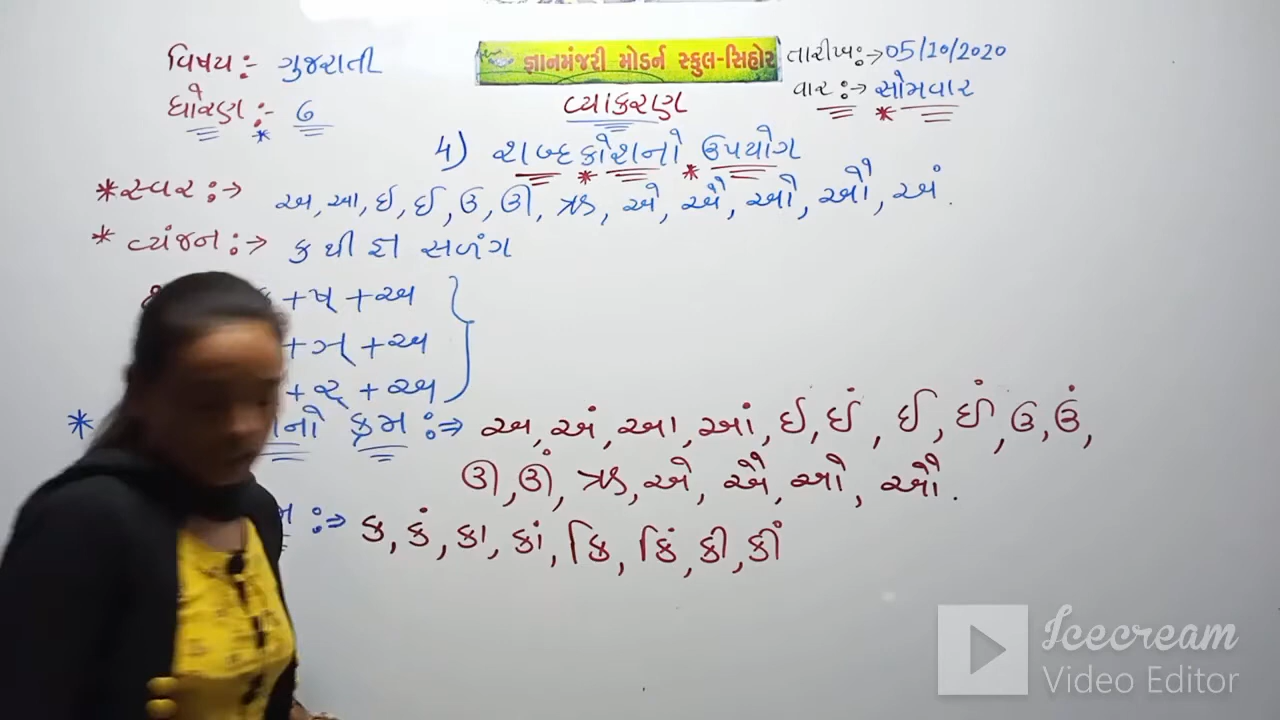 વિષય:- ગુજરાતી
જ્ઞાનમંજરી મોડર્ન સ્કુલ-સિહોર
તારીખ:→ 05/10/2020
ધોરણ:- ૭
વ્યાકરણ
વાર:→ સોમવાર
4) શબ્દકોશનો ઉપયોગ
*સ્વર:→ અ, આ, ઇ, ઈ, ઉ, ઊ, ઋ, એ, ઐ, ઓ, ઔ, અં.
* વ્યંજન:→ ક થી જ્ઞ સળંગ
+ ષ્ + અ
+ ઞ્ + અ
+ ર્ + અ
* નો ક્રમ:⇒ અ, અં, આ, આં, ઇ, ઇં, ઈ, ઈં, ઉ, ઉં,
ઊ, ઊં, ઋ, એ, ઐ, ઓ, ઔ.
મ:⇒ ક, કં, કા, કાં, કિ, કિં, કી, કીં
Icecream
Video Editor